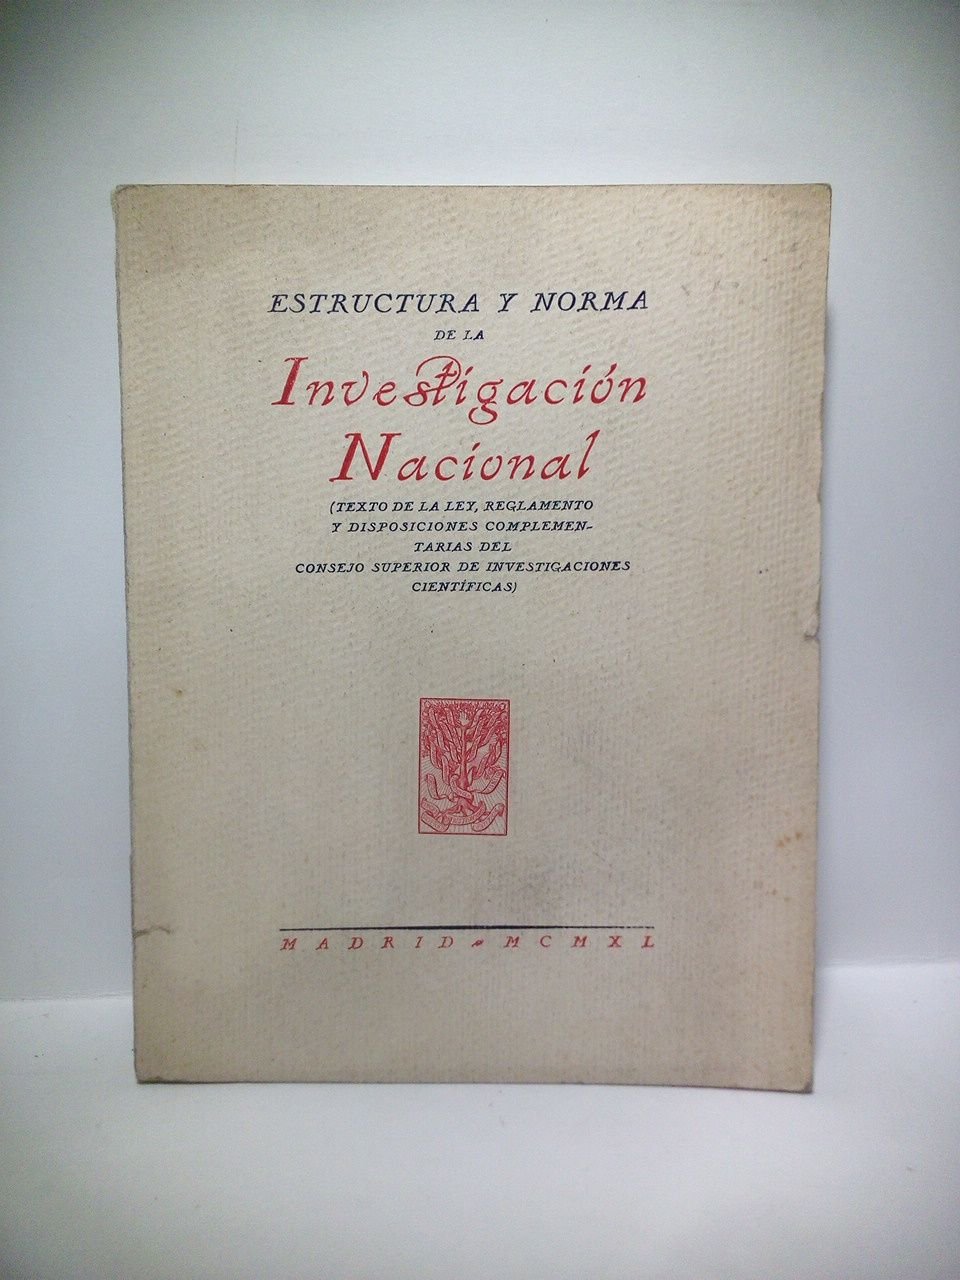 ESTRUCTURA Y NORMA
DE LA
Investigación
Nacional
(TEXTO DE LA LEY, REGLAMENTO
Y DISPOSICIONES COMPLEMEN-
TARIAS DEL
CONSEJO SUPERIOR DE INVESTIGACIONES
CIENTÍFICAS)
MADRID MCMXL